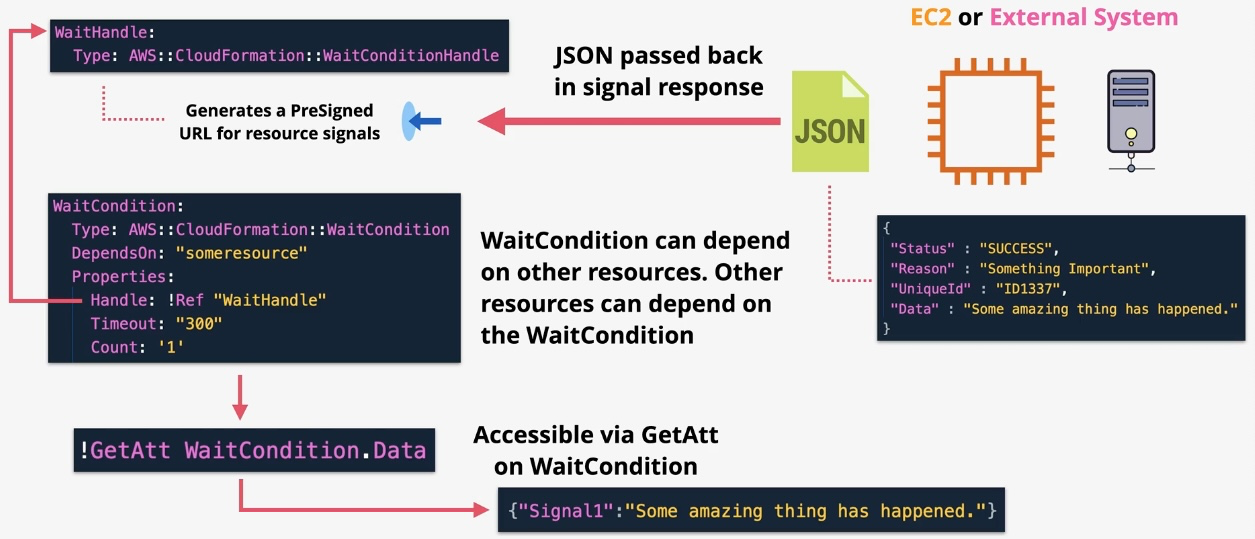 WaitHandle:
Type: AWS::CloudFormation::WaitConditionHandle
Generates a PreSigned
URL for resource signals
JSON passed back
in signal response
EC2 or External System
JSON
{
"Status" : "SUCCESS",
"Reason" : "Something Important",
"UniqueId" : "ID1337",
"Data" : "Some amazing thing has happened."
}
WaitCondition:
Type: AWS::CloudFormation::WaitCondition
DependsOn: "someresource"
Properties:
Handle: !Ref "WaitHandle"
Timeout: "300"
Count: '1'
WaitCondition can depend
on other resources. Other
resources can depend on
the WaitCondition
!GetAtt WaitCondition.Data
Accessible via GetAtt
on WaitCondition
{"Signal1":"Some amazing thing has happened."}